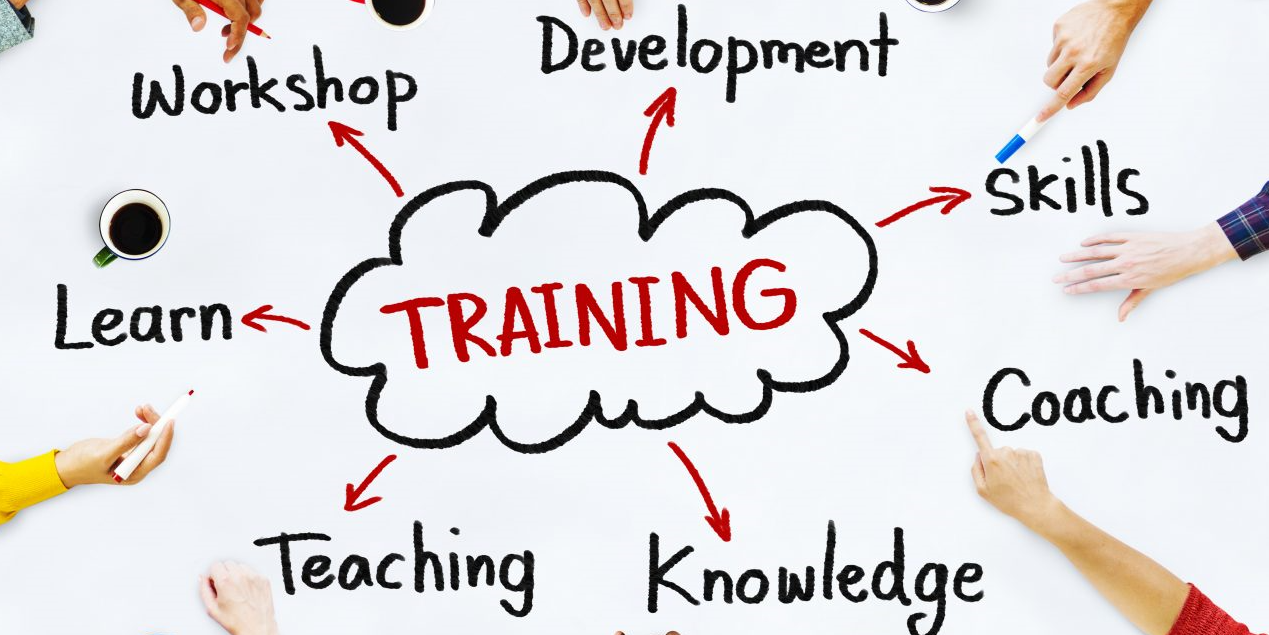 Development
Workshop
Skills
TRAINING
Learn
Coaching
Teaching
Knowledge